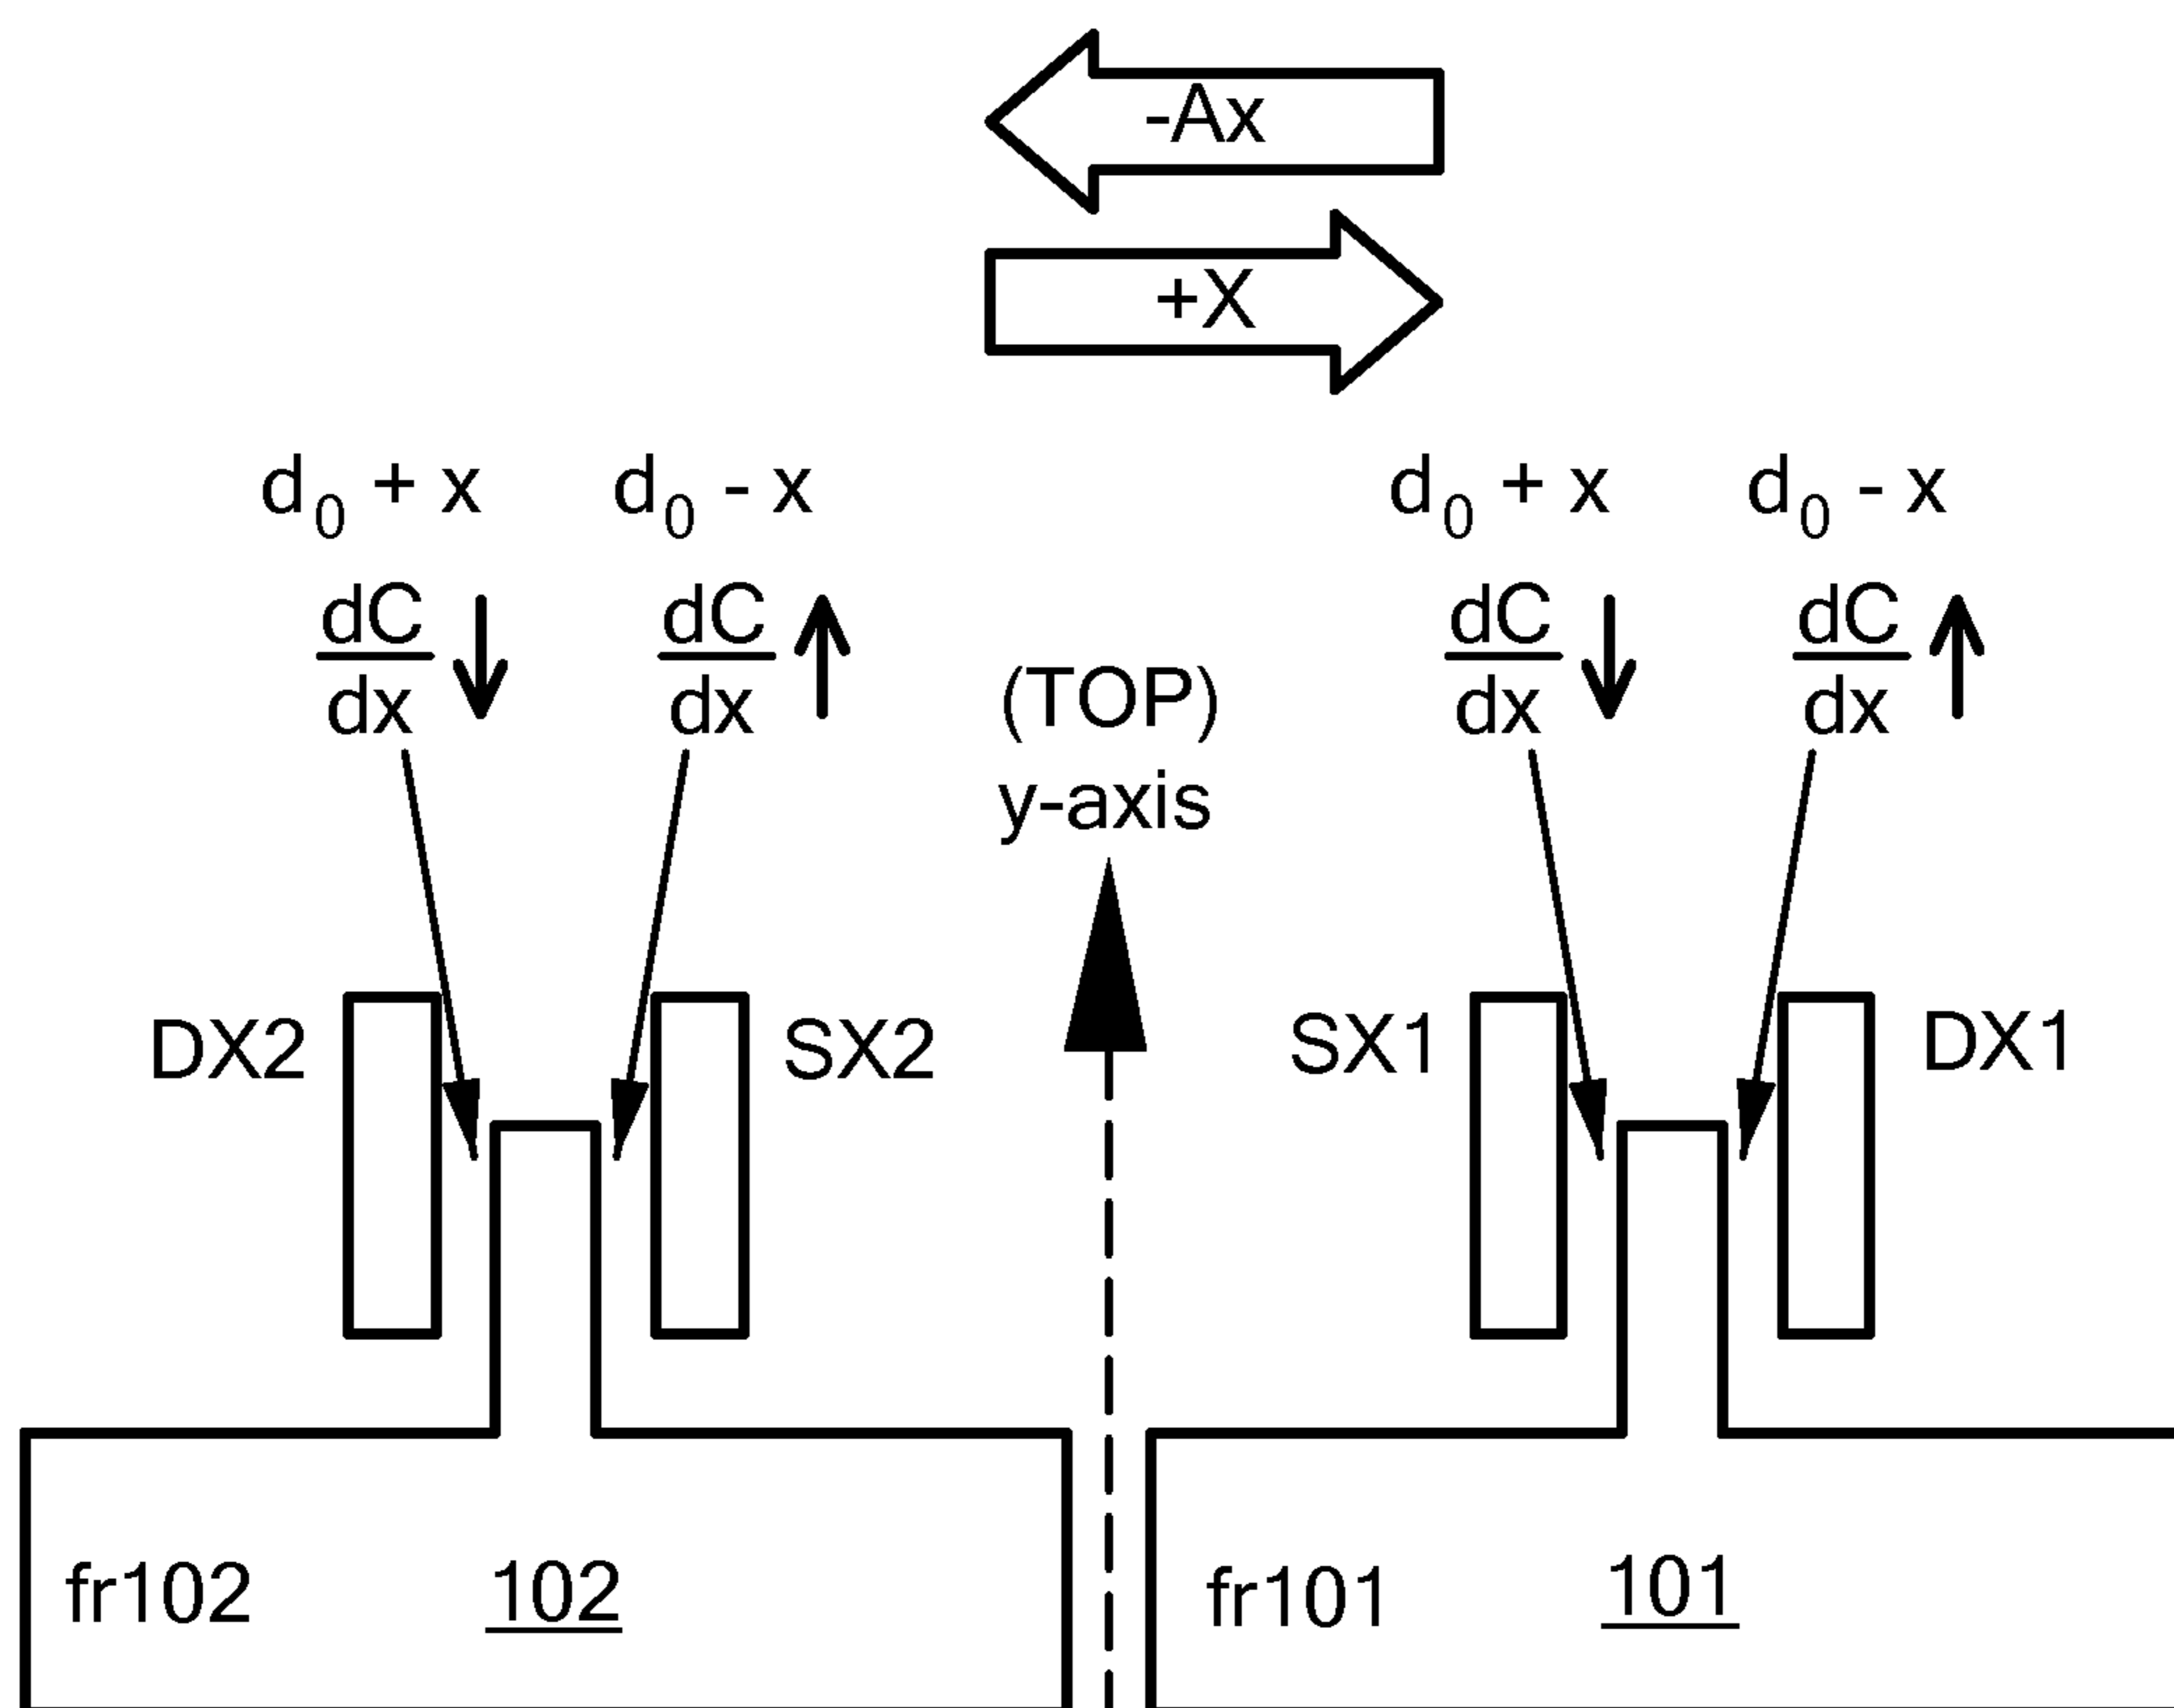 -Ax
+X
d0 + x d0 - x d0 + x d0 - x
dC dC dC dC
dx dx dx dx
(TOP)
y-axis
DX2 SX2 SX1 DX1
fr102 102 fr101 101